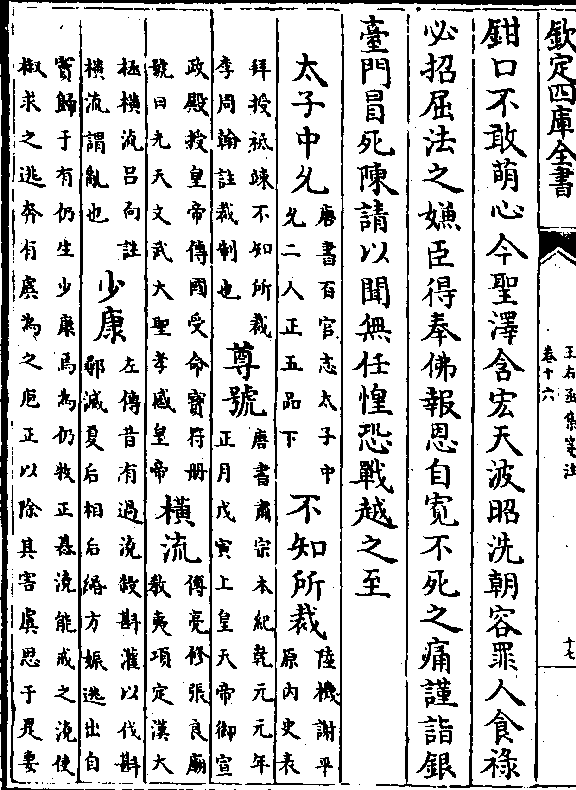 欽定四庫全書
王右丞集箋注
卷十六
十七
鉗口不敢萌心今聖澤含宏天波昭洗朝容罪人食祿
必招屈法之嫌臣得奉佛報恩自寬不死之痛謹詣銀
臺門冒死陳請以聞無任惶恐戰越之至
太子中允
唐書百官志太子中
允二人正五品下
不知所裁
陸機謝平
原内史表
拜授祗竦不知所裁
李周翰註裁制也
尊號
唐書肅宗本紀乾元元年
正月戊寅上皇天帝御宣
政殿授皇帝傳國受命寶符冊
號曰光天文武大聖孝感皇帝
橫流
傅亮修張良廟
教夷項定漢大
拯橫流呂向註
橫流謂亂也
少康
左傳昔有過澆殺斟灌以伐斟
鄩滅夏后相后緡方娠逃出自
竇歸于有仍生少康焉為仍牧正惎澆能戒之澆使
椒求之逃奔有虞為之庖正以除其害虞思于是妻